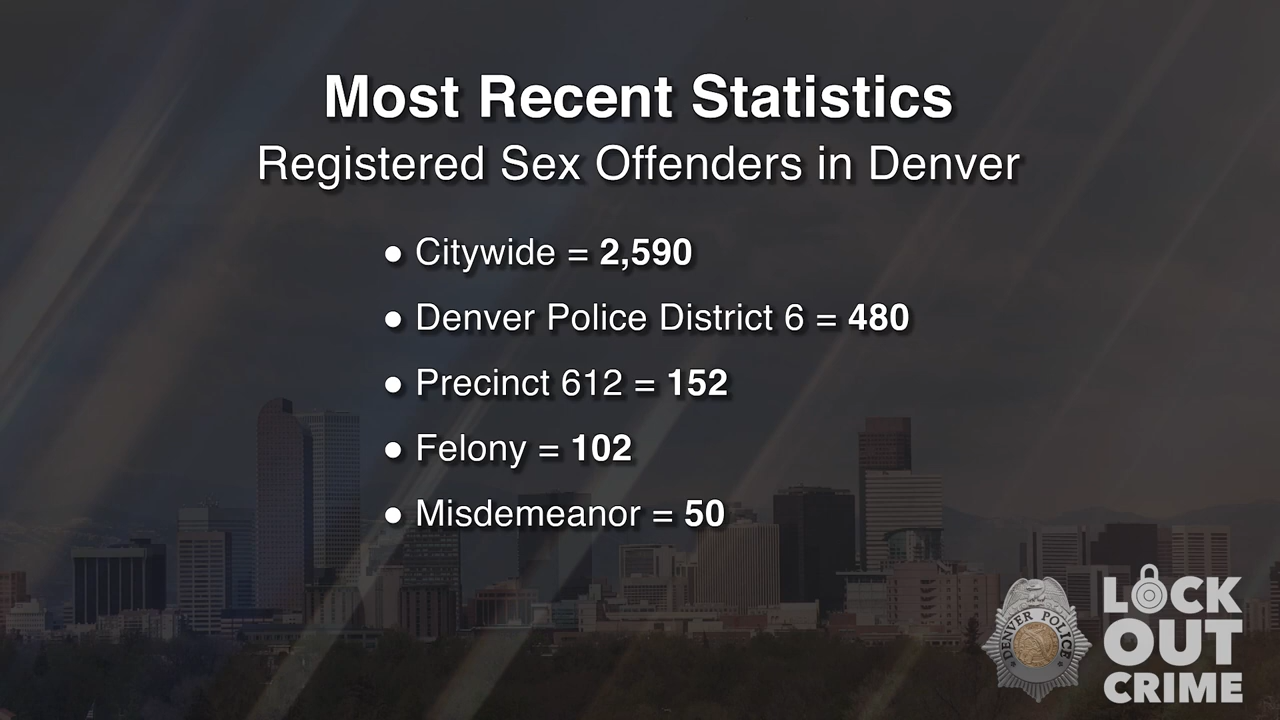 Most Recent Statistics
Registered Sex Offenders in Denver
● Citywide = 2,590
● Denver Police District 6 = 480
● Precinct 612 = 152
● Felony = 102
● Misdemeanor = 50
DENVER POLICE
LOCK
OUT
CRIME